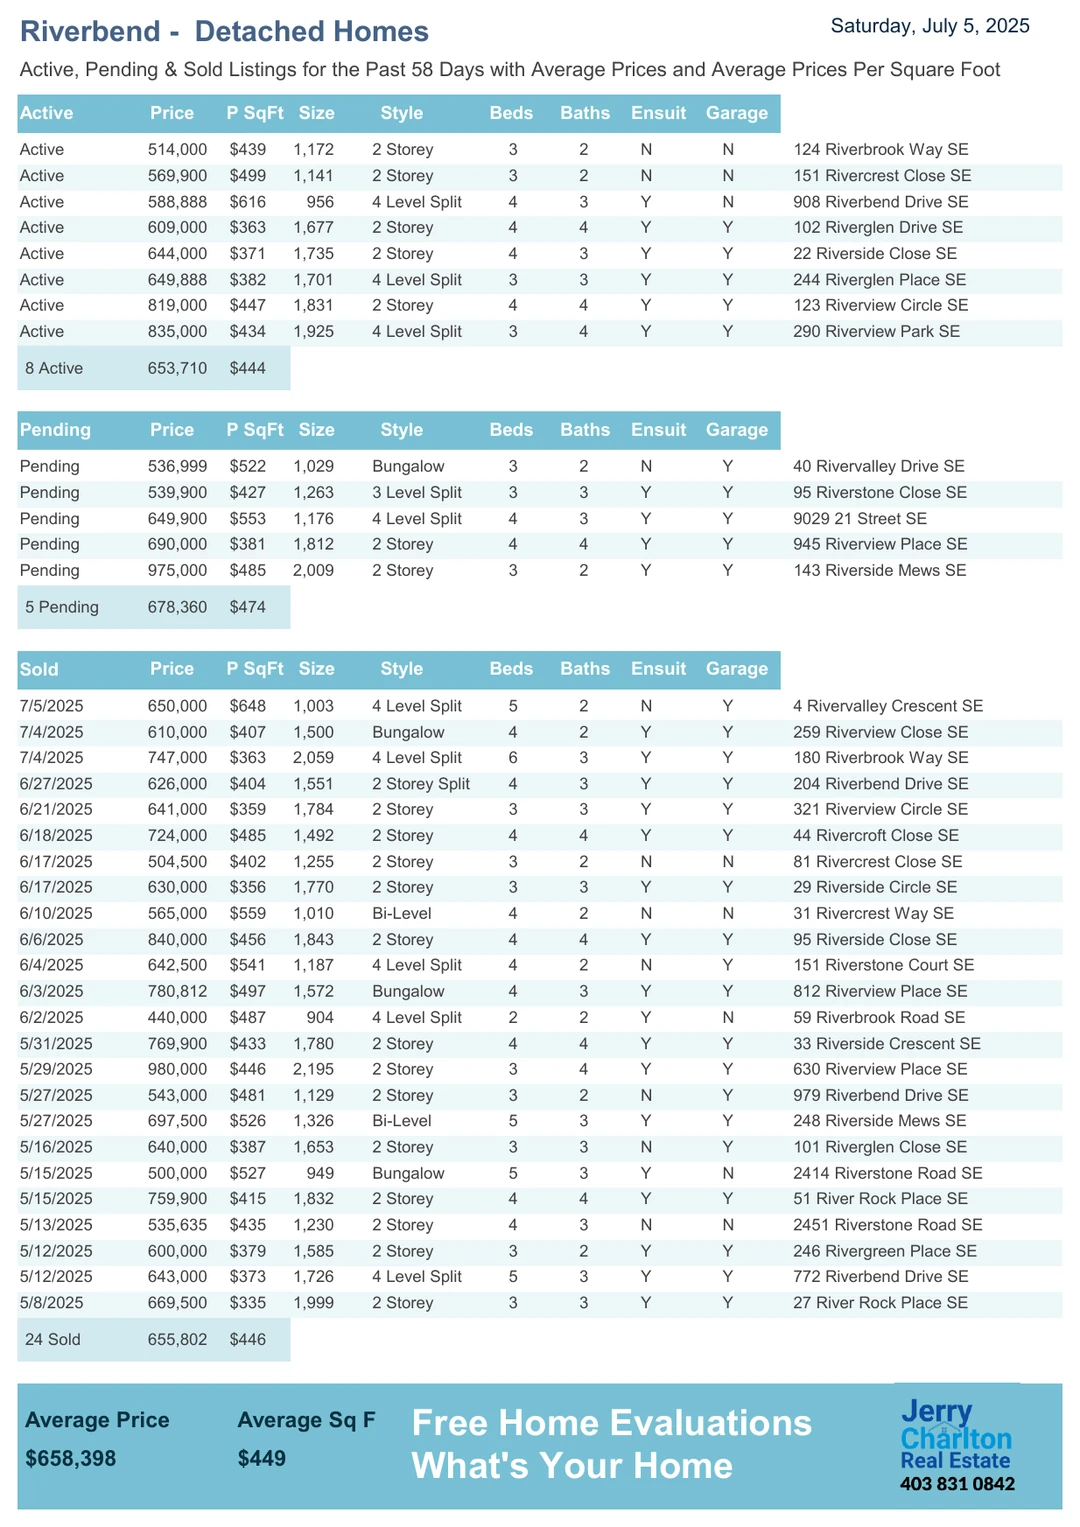 Riverbend -  Detached Homes
Saturday, July 5, 2025
Active, Pending & Sold Listings for the Past 58 Days with Average Prices and Average Prices Per Square Foot
Active Price P SqFt Size Style Beds Baths Ensuit Garage
Active 514,000 $439 1,172 2 Storey 3 2 N N 124 Riverbrook Way SE
Active 569,900 $499 1,141 2 Storey 3 2 N N 151 Rivercrest Close SE
Active 588,888 $616 956 4 Level Split 4 3 Y N 908 Riverbend Drive SE
Active 609,000 $363 1,677 2 Storey 4 4 Y Y 102 Riverglen Drive SE
Active 644,000 $371 1,735 2 Storey 4 3 Y Y 22 Riverside Close SE
Active 649,888 $382 1,701 4 Level Split 3 3 Y Y 244 Riverglen Place SE
Active 819,000 $447 1,831 2 Storey 4 4 Y Y 123 Riverview Circle SE
Active 835,000 $434 1,925 4 Level Split 3 4 Y Y 290 Riverview Park SE
8 Active 653,710 $444
Pending Price P SqFt Size Style Beds Baths Ensuit Garage
Pending 536,999 $522 1,029 Bungalow 3 2 N Y 40 Rivervalley Drive SE
Pending 539,900 $427 1,263 3 Level Split 3 3 Y Y 95 Riverstone Close SE
Pending 649,900 $553 1,176 4 Level Split 4 3 Y Y 9029 21 Street SE
Pending 690,000 $381 1,812 2 Storey 4 4 Y Y 945 Riverview Place SE
Pending 975,000 $485 2,009 2 Storey 3 2 Y Y 143 Riverside Mews SE
5 Pending 678,360 $474
Sold Price P SqFt Size Style Beds Baths Ensuit Garage
7/5/2025 650,000 $648 1,003 4 Level Split 5 2 N Y 4 Rivervalley Crescent SE
7/4/2025 610,000 $407 1,500 Bungalow 4 2 Y Y 259 Riverview Close SE
7/4/2025 747,000 $363 2,059 4 Level Split 6 3 Y Y 180 Riverbrook Way SE
6/27/2025 626,000 $404 1,551 2 Storey Split 4 3 Y Y 204 Riverbend Drive SE
6/21/2025 641,000 $359 1,784 2 Storey 3 3 Y Y 321 Riverview Circle SE
6/18/2025 724,000 $485 1,492 2 Storey 4 4 Y Y 44 Rivercroft Close SE
6/17/2025 504,500 $402 1,255 2 Storey 3 2 N N 81 Rivercrest Close SE
6/17/2025 630,000 $356 1,770 2 Storey 3 3 Y Y 29 Riverside Circle SE
6/10/2025 565,000 $559 1,010 Bi-Level 4 2 N N 31 Rivercrest Way SE
6/6/2025 840,000 $456 1,843 2 Storey 4 4 Y Y 95 Riverside Close SE
6/4/2025 642,500 $541 1,187 4 Level Split 4 2 N Y 151 Riverstone Court SE
6/3/2025 780,812 $497 1,572 Bungalow 4 3 Y Y 812 Riverview Place SE
6/2/2025 440,000 $487 904 4 Level Split 2 2 Y N 59 Riverbrook Road SE
5/31/2025 769,900 $433 1,780 2 Storey 4 4 Y Y 33 Riverside Crescent SE
5/29/2025 980,000 $446 2,195 2 Storey 3 4 Y Y 630 Riverview Place SE
5/27/2025 543,000 $481 1,129 2 Storey 3 2 N Y 979 Riverbend Drive SE
5/27/2025 697,500 $526 1,326 Bi-Level 5 3 Y Y 248 Riverside Mews SE
5/16/2025 640,000 $387 1,653 2 Storey 3 3 N Y 101 Riverglen Close SE
5/15/2025 500,000 $527 949 Bungalow 5 3 Y N 2414 Riverstone Road SE
5/15/2025 759,900 $415 1,832 2 Storey 4 4 Y Y 51 River Rock Place SE
5/13/2025 535,635 $435 1,230 2 Storey 4 3 N N 2451 Riverstone Road SE
5/12/2025 600,000 $379 1,585 2 Storey 3 2 Y Y 246 Rivergreen Place SE
5/12/2025 643,000 $373 1,726 4 Level Split 5 3 Y Y 772 Riverbend Drive SE
5/8/2025 669,500 $335 1,999 2 Storey 3 3 Y Y 27 River Rock Place SE
24 Sold 655,802 $446
Average Price Average Sq F
$658,398 $449
Free Home Evaluations
What's Your Home
Jerry
Charlton
Real Estate
403 831 0842